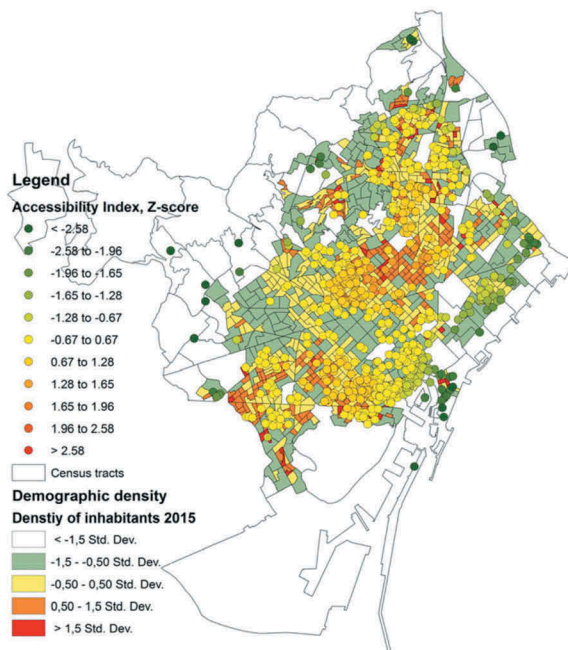 Legend
Accessibility Index, Z-score
< -2.58
-2.58 to -1.96
-1.96 to -1.65
-1.65 to -1.28
-1.28 to -0.67
-0.67 to 0.67
0.67 to 1.28
1.28 to 1.65
1.65 to 1.96
1.96 to 2.58
> 2.58
Census tracts
Demographic density
Denstiy of inhabitants 2015
< -1,5 Std. Dev.
-1,5 - -0,50 Std. Dev.
-0,50 - 0,50 Std. Dev.
0,50 - 1,5 Std. Dev.
> 1,5 Std. Dev.